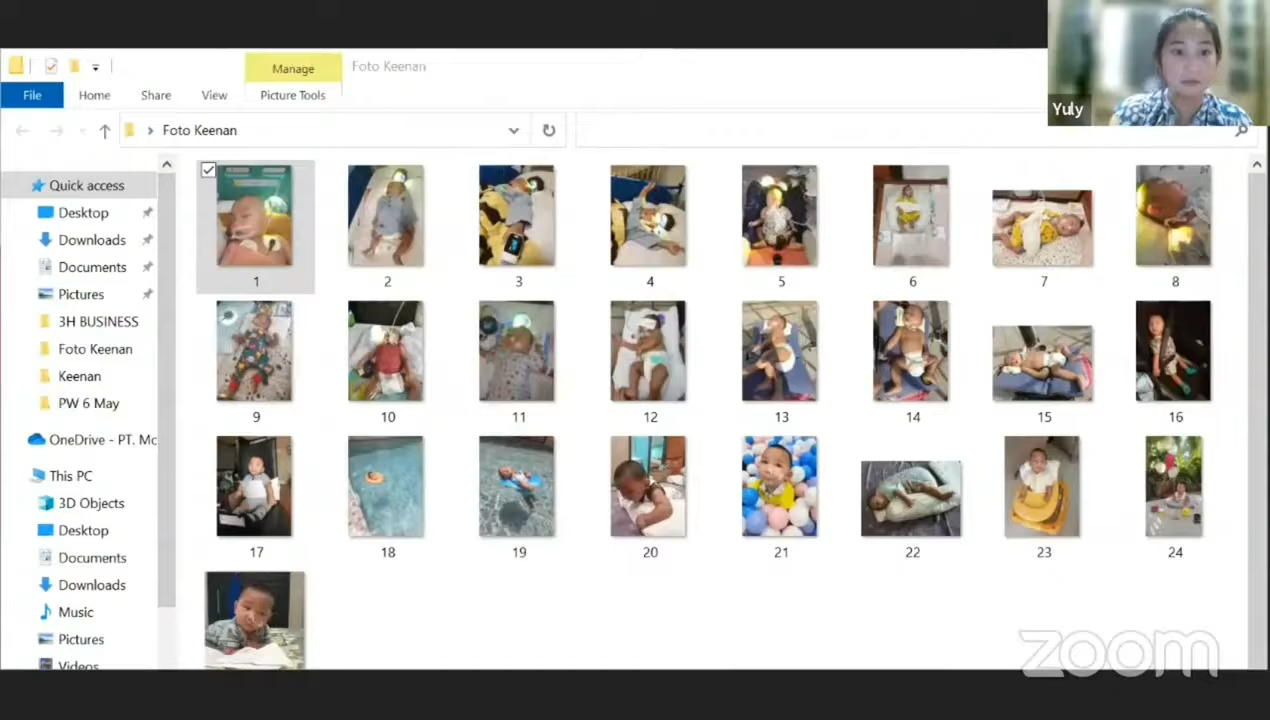 Manage
Foto Keenan
File
Home
Share
View
Picture Tools
Foto Keenan
Yuly
Quick access
Desktop
Downloads
Documents
Pictures
3H BUSINESS
Foto Keenan
Keenan
PW 6 May
OneDrive - PT. Mc
This PC
3D Objects
Desktop
Documents
Downloads
Music
Pictures
Videos
1 2 3 4 5 6 7 8
9 10 11 12 13 14 15 16
17 18 19 20 21 22 23 24
zoom